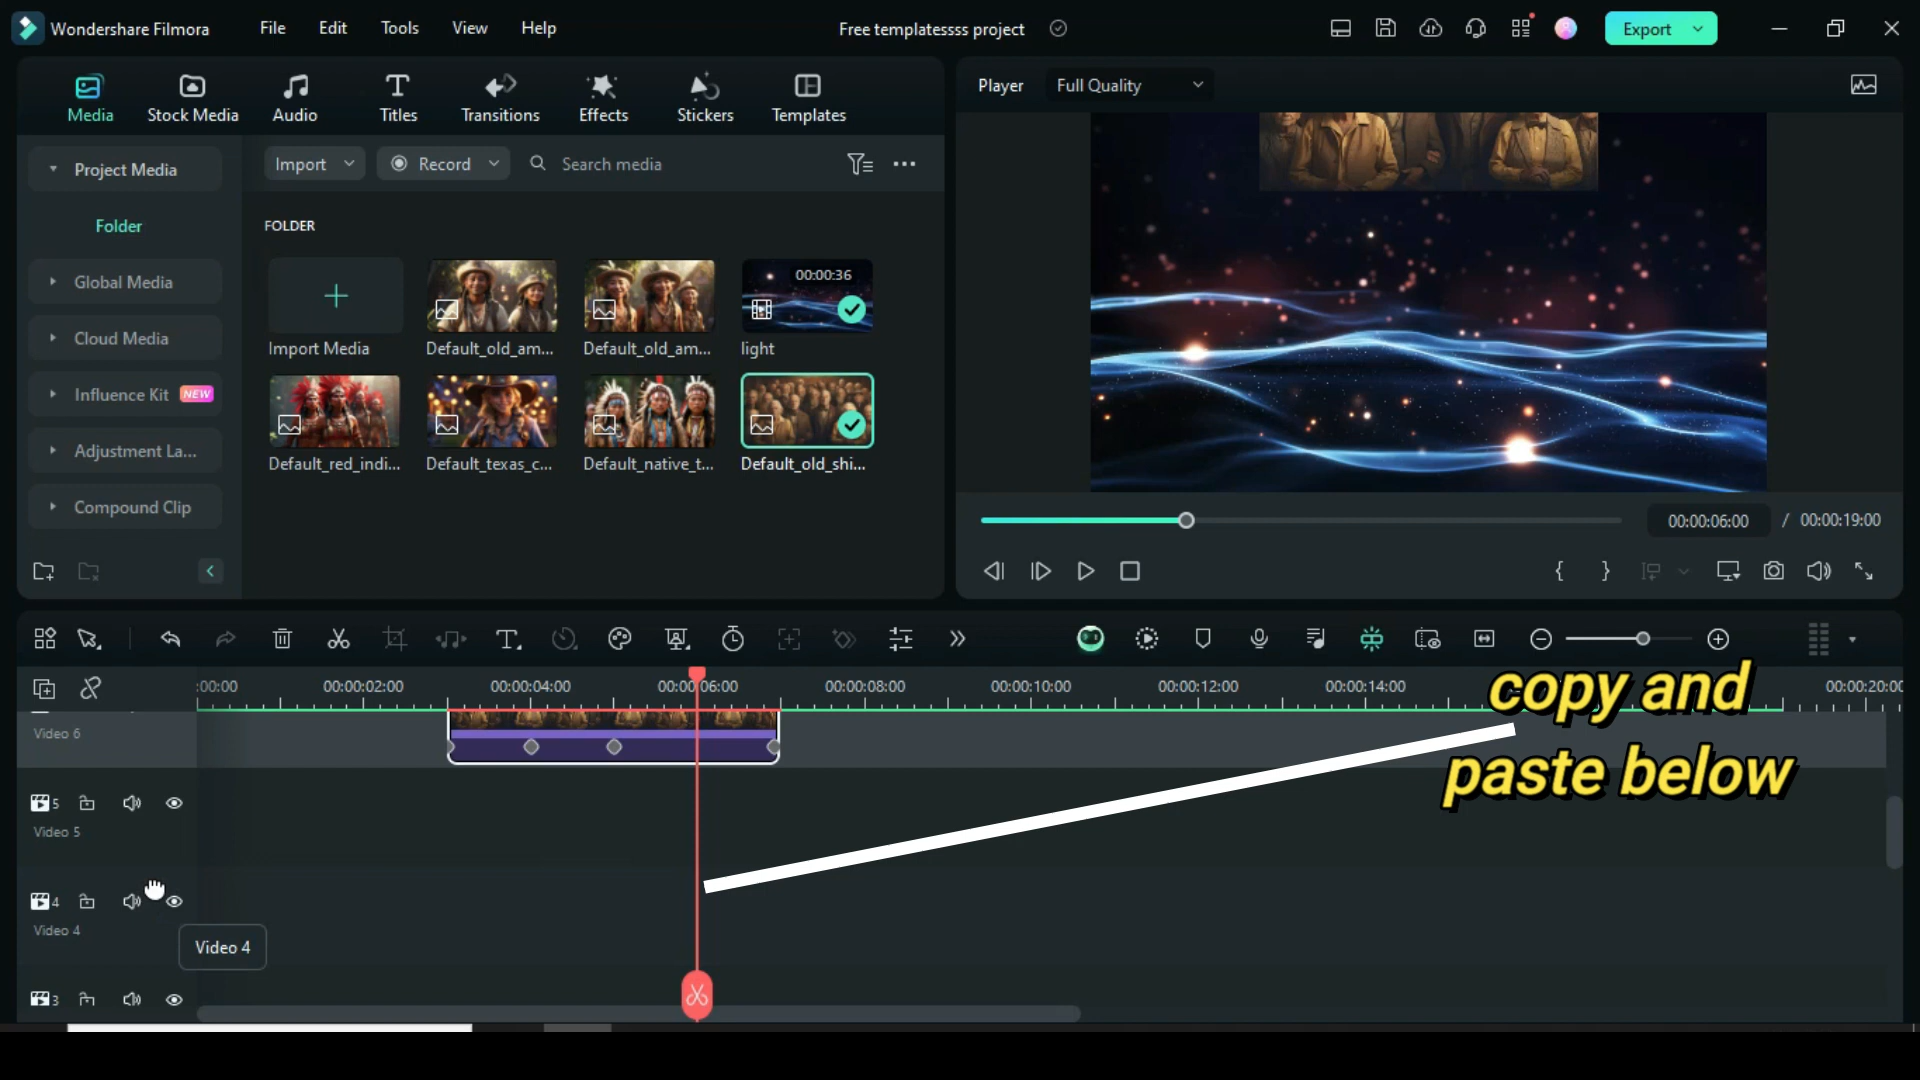 Wondershare Filmora
File
Edit
Tools
View
Help
Free templatessss project
Export
Media
Stock Media
Audio
Titles
Transitions
Effects
Stickers
Templates
Player
Full Quality
Project Media
Import
Record
Search media
Folder
FOLDER
Global Media
00:00:36
Cloud Media
Import Media
Default_old_am...
Default_old_am...
light
Influence Kit
NEW
Adjustment La...
Default_red_indi...
Default_texas_c...
Default_native_t...
Default_old_shi...
Compound Clip
00:00:06:00
/
00:00:19:00
:00:00
00:00:02:00
00:00:04:00
00:00:06:00
00:00:08:00
00:00:10:00
00:00:12:00
00:00:14:00
00:00:20:00
copy and
paste below
Video 6
5
Video 5
4
Video 4
Video 4
3